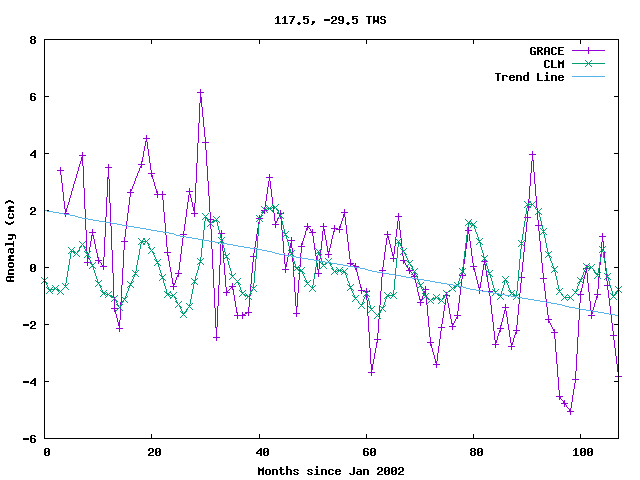 117.5, -29.5 TWS
GRACE
CLM
Trend Line
8
6
4
2
0
-2
-4
-6
Anomaly (cm)
0 20 40 60 80 100
Months since Jan 2002